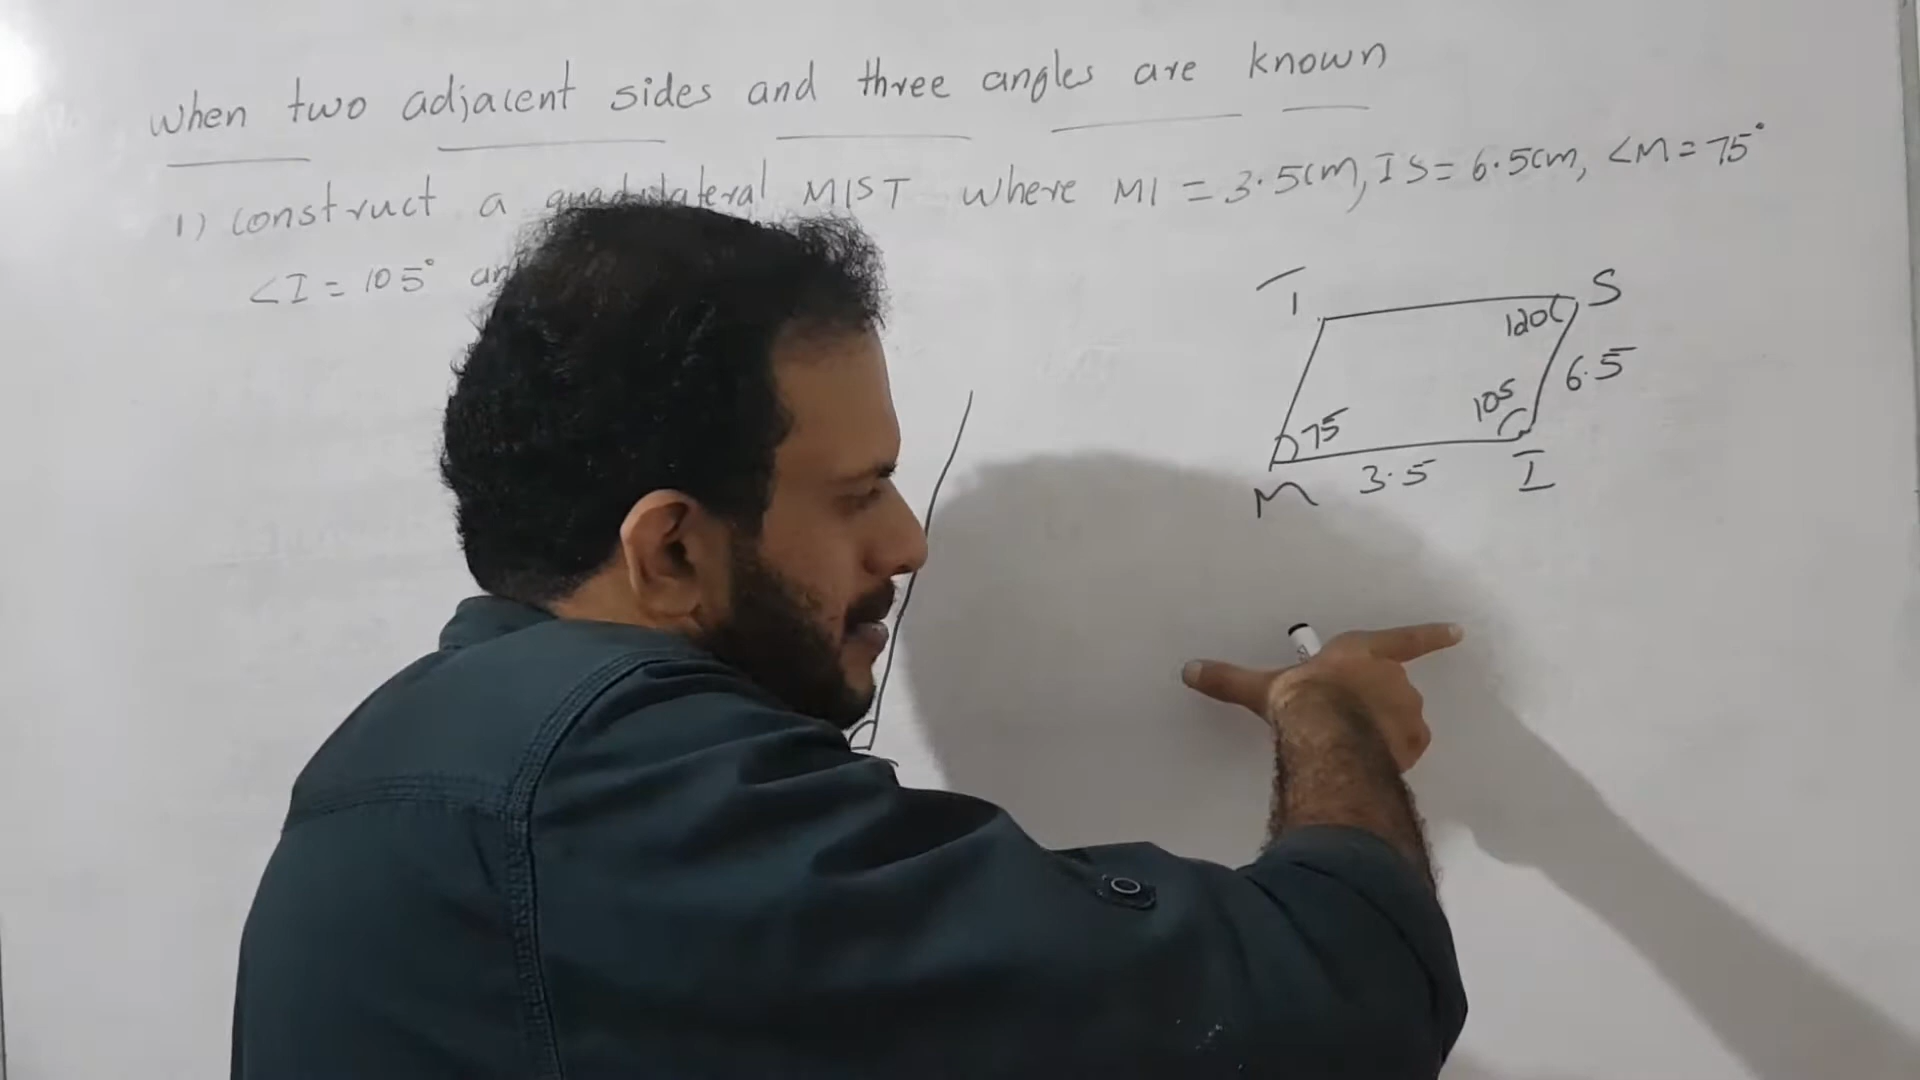 When two adjacent sides and three angles are known
1) construct a quadrilateral MIST where MI = 3.5cm, IS = 6.5cm, <M = 75°
<I = 105°
T S
120
6.5
105
75
3.5
M I